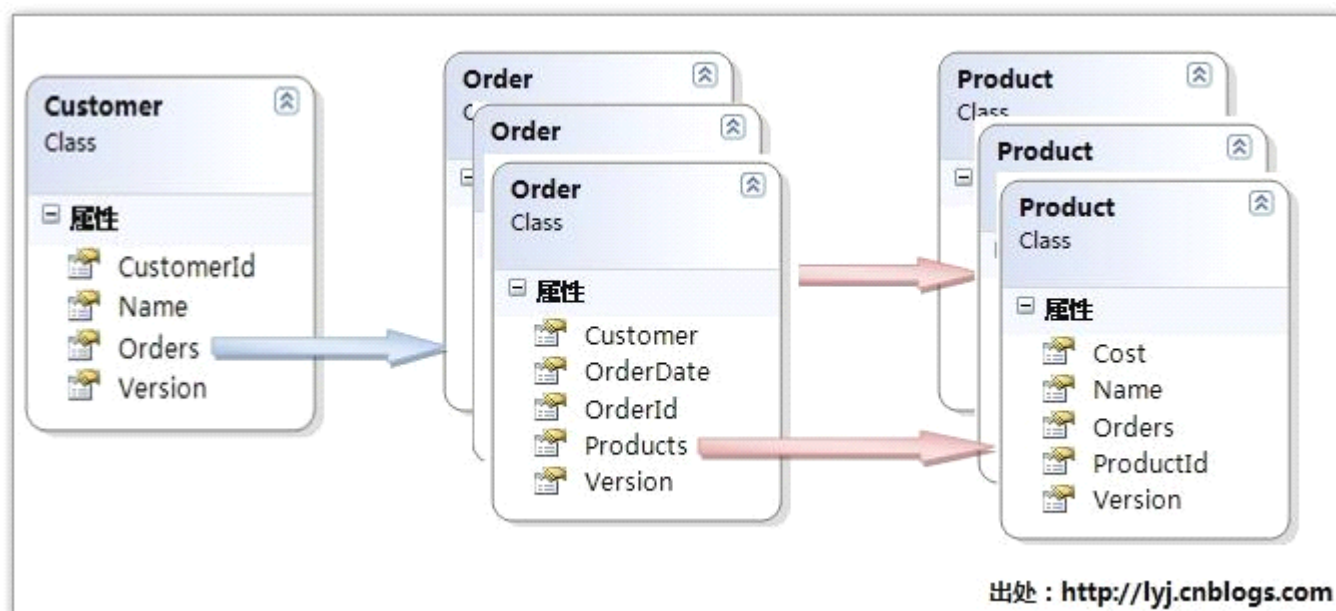 Customer
Class
属性
CustomerId
Name
Orders
Version
Order
Order
Order
Class
属性
Customer
OrderDate
OrderId
Products
Version
Product
Class
Product
Product
Class
属性
Cost
Name
Orders
ProductId
Version
出处：http://lyj.cnblogs.com